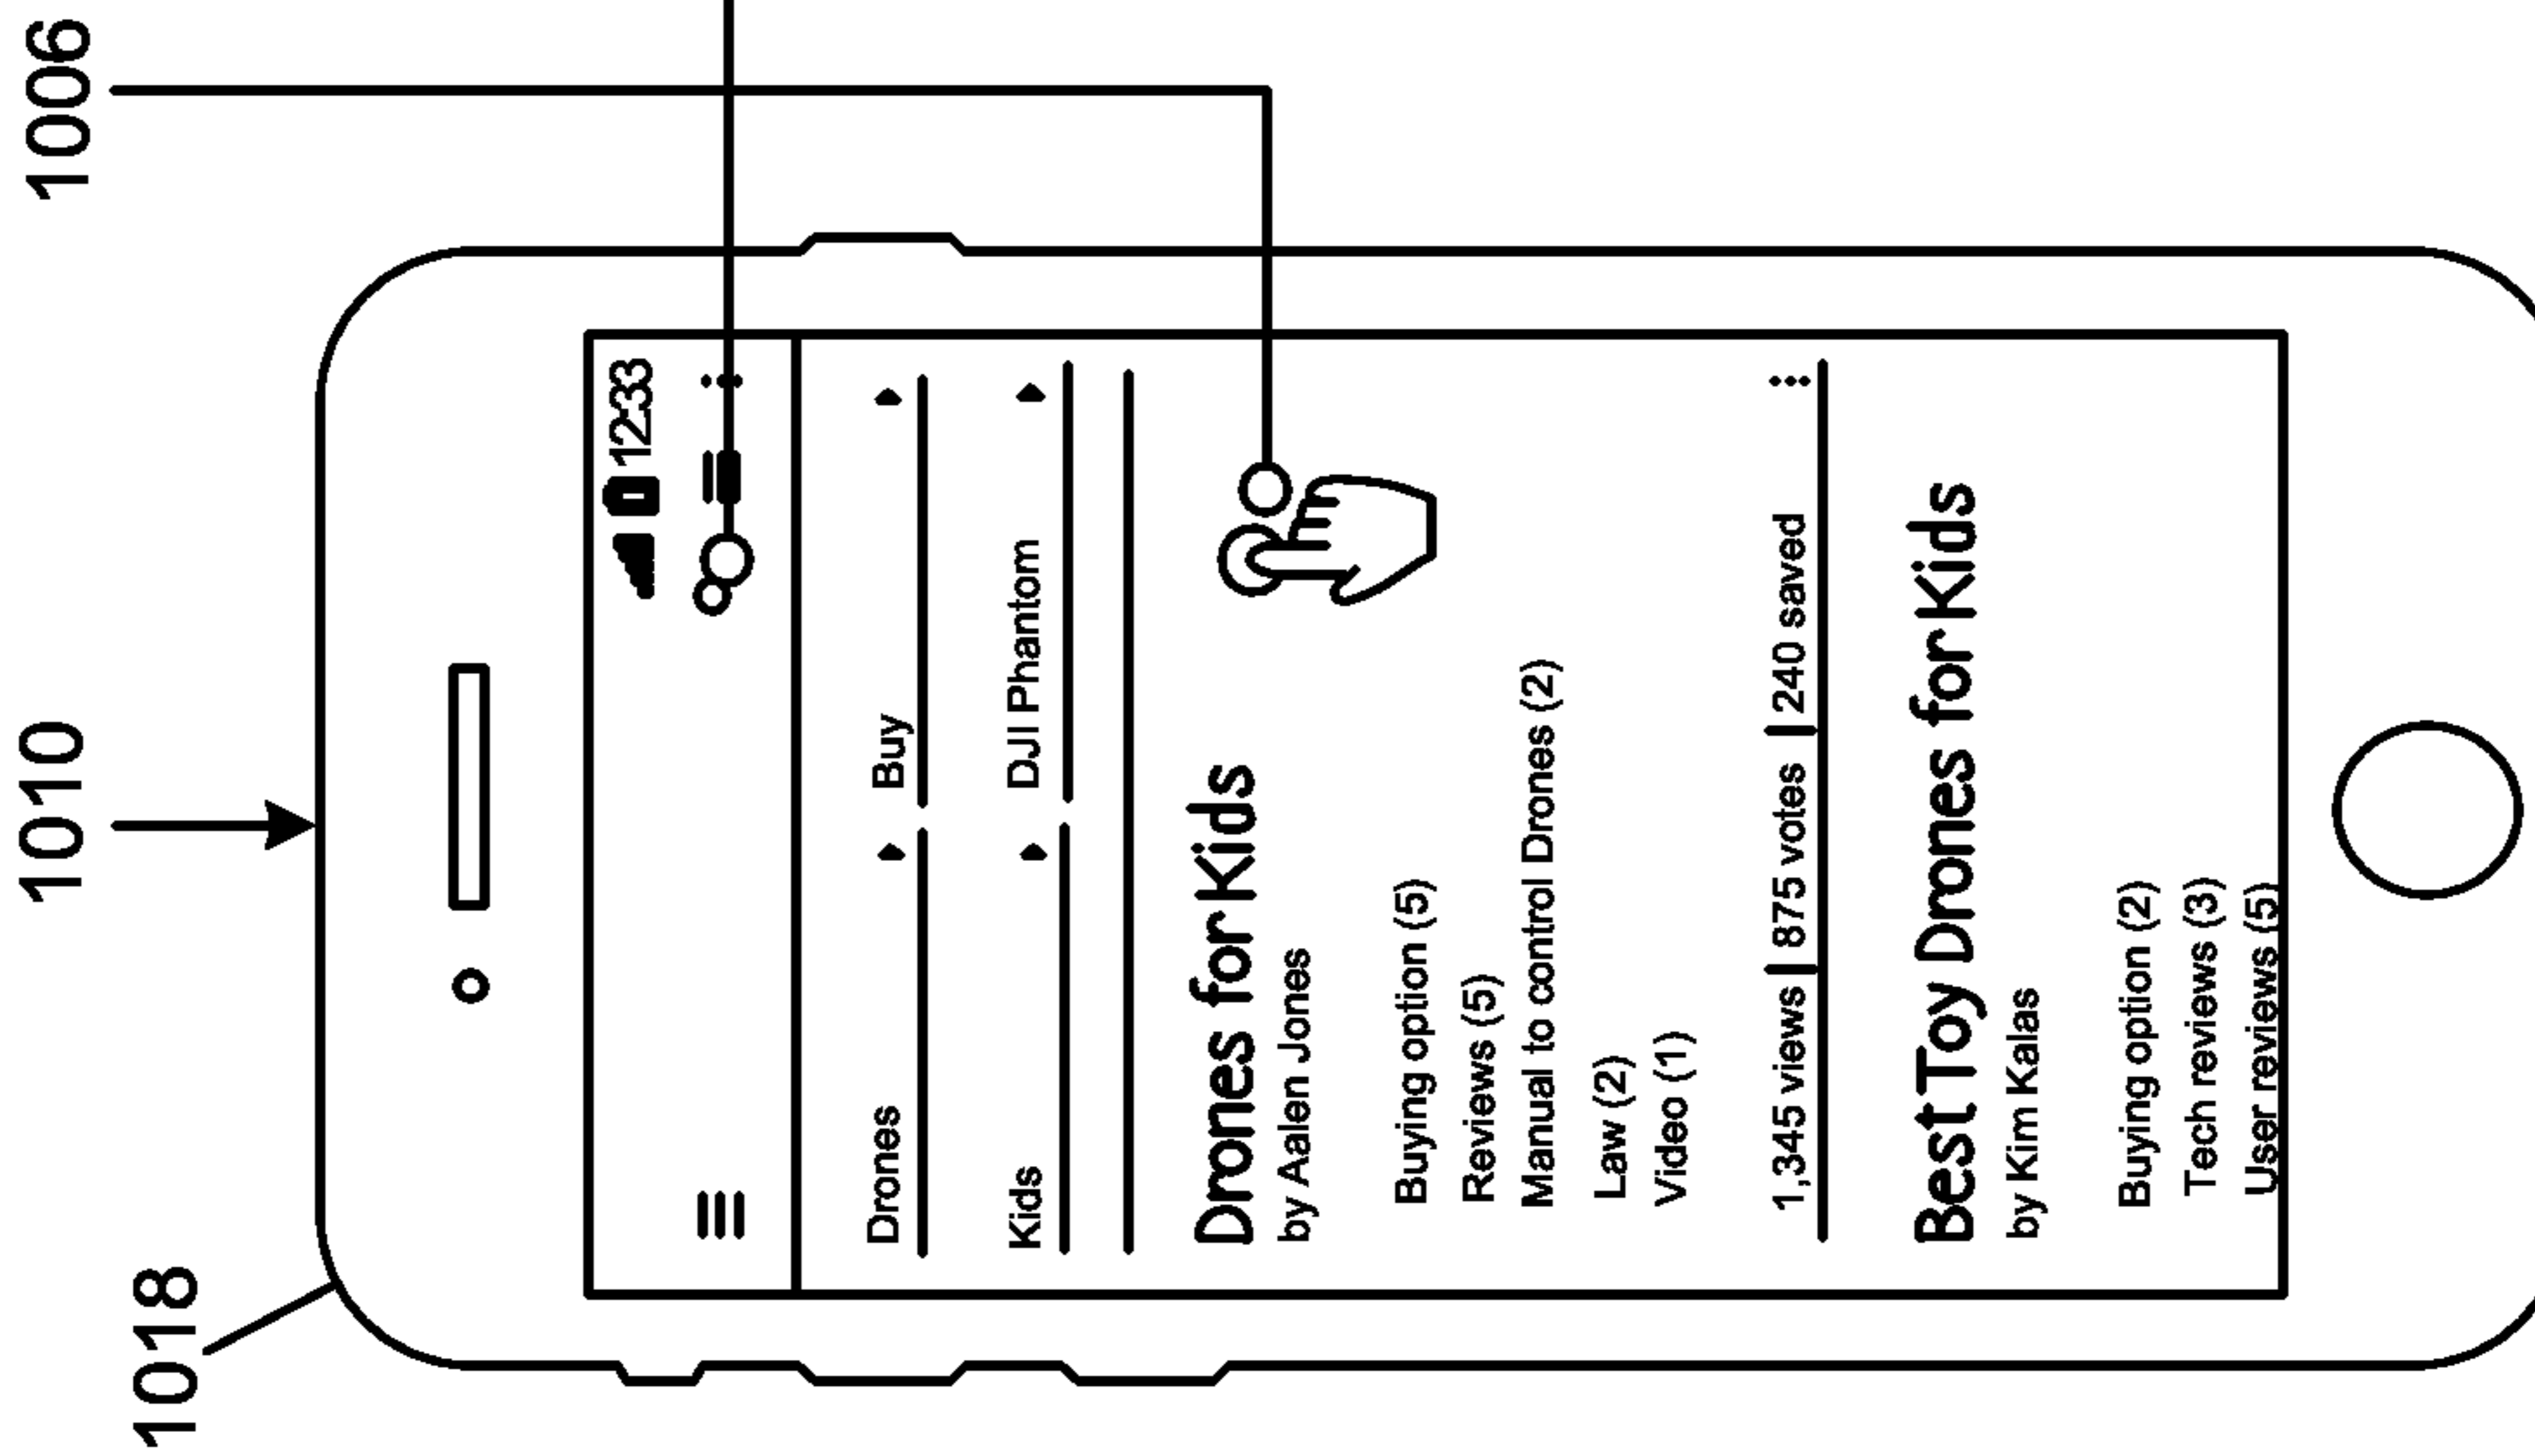 1018
1010
1006
1233
Drones Buy
Kids DJI Phantom
Drones for Kids
by Aalen Jones
Buying option (5)
Reviews (5)
Manual to control Drones (2)
Law (2)
Video (1)
1,345 views | 875 votes | 240 saved
Best Toy Drones for Kids
by Kim Kalas
Buying option (2)
Tech reviews (3)
User reviews (5)